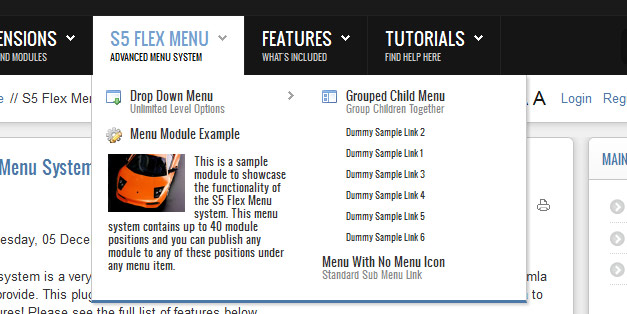 ENSIONS S5 FLEX MENU FEATURES TUTORIALS
AND MODULES ADVANCED MENU SYSTEM WHAT'S INCLUDED FIND HELP HERE
// S5 Flex Men
A A Login Regi
Drop Down Menu
Unlimited Level Options
Menu Module Example
This is a sample
module to showcase
the functionality of
the S5 Flex Menu
system. This menu
system contains up to 40 module
positions and you can publish any
module to any of these positions under
any menu item.
Grouped Child Menu
Group Children Together
Dummy Sample Link 2
Dummy Sample Link 1
Dummy Sample Link 3
Dummy Sample Link 4
Dummy Sample Link 5
Dummy Sample Link 6
Menu With No Menu Icon
Standard Sub Menu Link
Menu System
MAIN
esday, 05 Dece
system is a very
mla
provide. This plu
to
ures! Please see the full list of features below